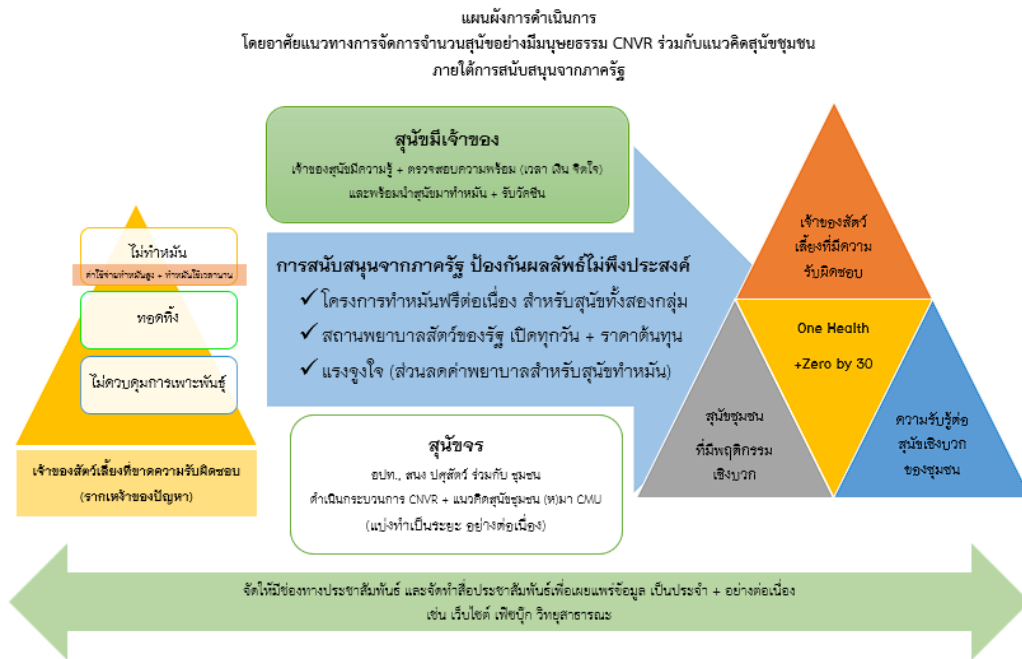 แผนผังการดำเนินการ
โดยอาศัยแนวทางการจัดการจำนวนสุนัขอย่างมีมนุษยธรรม CNVR ร่วมกับแนวคิดสุนัขชุมชน
ภายใต้การสนับสนุนจากภาครัฐ
สุนัขมีเจ้าของ
เจ้าของสุนัขมีความรู้ + ตรวจสอบความพร้อม (เวลา เงิน จิตใจ)
และพร้อมนำสุนัขมาทำหมัน + รับวัคซีน
ไม่ทำหมัน
ค่าใช้จ่ายทำหมันสูง + ทำหมันใช้เวลานาน
ทอดทิ้ง
ไม่ควบคุมการเพาะพันธุ์
เจ้าของสัตว์เลี้ยงที่ขาดความรับผิดชอบ
(รากเหง้าของปัญหา)
การสนับสนุนจากภาครัฐ ป้องกันผลลัพธ์ไม่พึงประสงค์
✓ โครงการทำหมันฟรีต่อเนื่อง สำหรับสุนัขทั้งสองกลุ่ม
✓ สถานพยาบาลสัตว์ของรัฐ เปิดทุกวัน + ราคาต้นทุน
✓ แรงจูงใจ (ส่วนลดค่าพยาบาลสำหรับสุนัขทำหมัน)
สุนัขจร
อปท., สนง ปศุสัตว์ ร่วมกับ ชุมชน
ดำเนินกระบวนการ CNVR + แนวคิดสุนัขชุมชน (ห)มา CMU
(แบ่งทำเป็นระยะ อย่างต่อเนื่อง)
เจ้าของสัตว์
เลี้ยงที่มีความ
รับผิดชอบ
One Health
+Zero by 30
สุนัขชุมชน
ที่มีพฤติกรรม
เชิงบวก
ความรับรู้ต่อ
สุนัขเชิงบวก
ของชุมชน
จัดให้มีช่องทางประชาสัมพันธ์ และจัดทำสื่อประชาสัมพันธ์เพื่อเผยแพร่ข้อมูล เป็นประจำ + อย่างต่อเนื่อง
เช่น เว็บไซต์ เฟซบุ๊ก วิทยุสาธารณะ